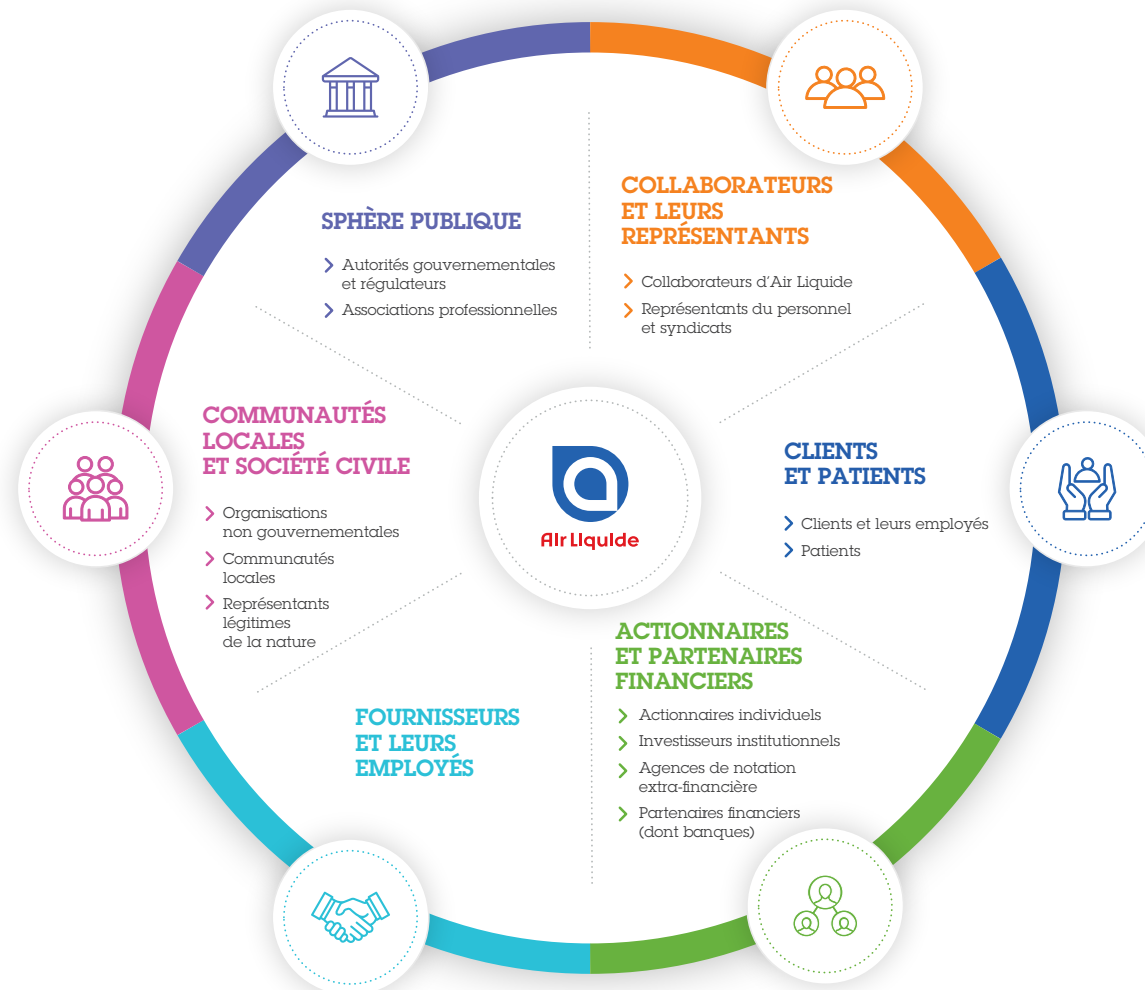 SPHÈRE PUBLIQUE
Autorités gouvernementales
et régulateurs
Associations professionnelles
COLLABORATEURS
ET LEURS
REPRÉSENTANTS
Collaborateurs d'Air Liquide
Représentants du personnel
et syndicats
COMMUNAUTÉS
LOCALES
ET SOCIÉTÉ CIVILE
Organisations
non gouvernementales
Communautés
locales
Représentants
légitimes
de la nature
Air Liquide
CLIENTS
ET PATIENTS
Clients et leurs employés
Patients
FOURNISSEURS
ET LEURS
EMPLOYÉS
ACTIONNAIRES
ET PARTENAIRES
FINANCIERS
Actionnaires individuels
Investisseurs institutionnels
Agences de notation
extra-financière
Partenaires financiers
(dont banques)